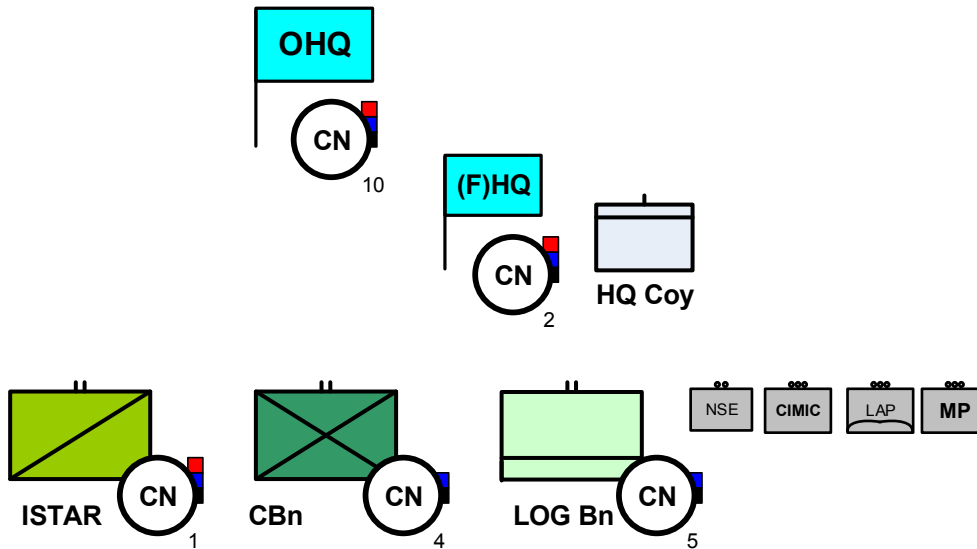 OHQ
CN
10
(F)HQ
CN
2
HQ Coy
NSE
CIMIC
LAP
MP
CN
ISTAR
1
CN
CBn
4
CN
LOG Bn
5